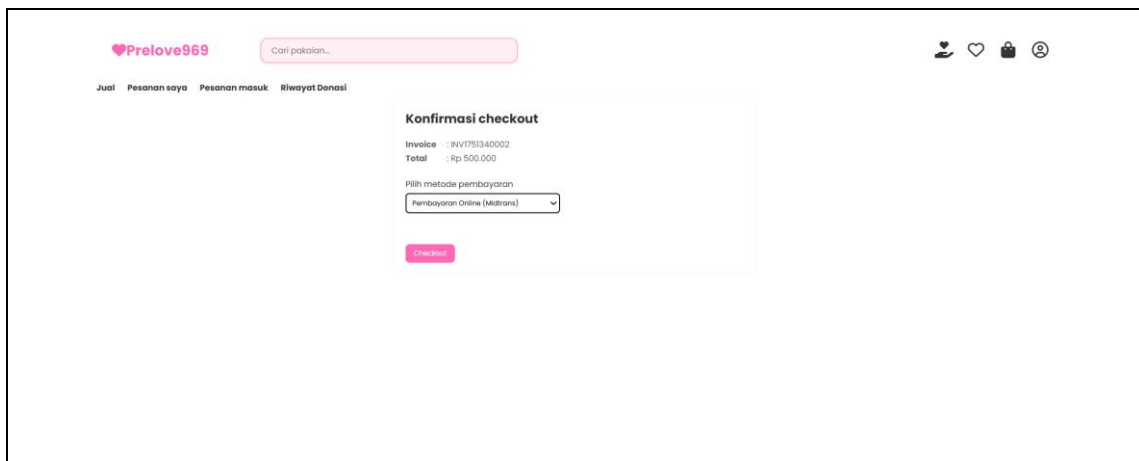 Prelove969
Cari pakaian...
Jual Pesanan saya Pesanan masuk Riwayat Donasi
Konfirmasi checkout
Invoice : INV1751340002
Total : Rp 500.000
Pilih metode pembayaran
Pembayaran Online (Midtrans)
Checkout